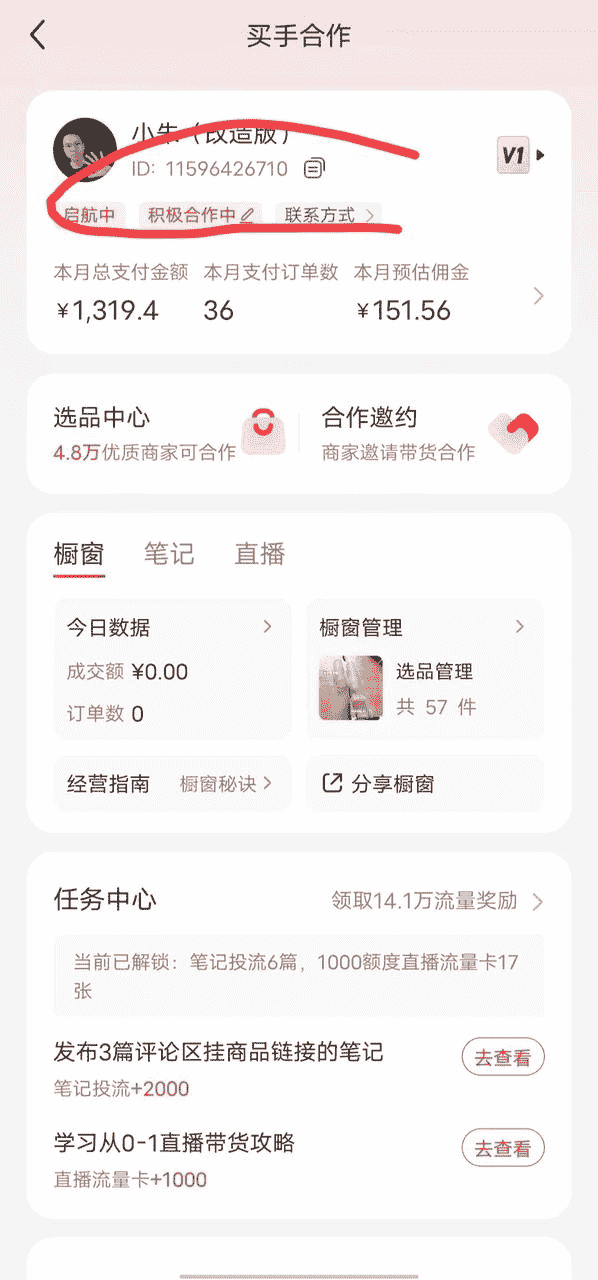 买手合作
小朱（改造版）
V1
ID: 11596426710
启航中 积极合作中 联系方式
本月总支付金额 本月支付订单数 本月预估佣金
¥1,319.4 36 ¥151.56
选品中心 合作邀约
4.8万优质商家可合作 商家邀请带货合作
橱窗 笔记 直播
今日数据 橱窗管理
成交额 ¥0.00 选品管理
订单数 0 共 57 件
经营指南 橱窗秘诀 分享橱窗
任务中心 领取14.1万流量奖励
当前已解锁：笔记投流6篇，1000额度直播流量卡17
张
发布3篇评论区挂商品链接的笔记 去查看
笔记投流+2000
学习从0-1直播带货攻略 去查看
直播流量卡+1000